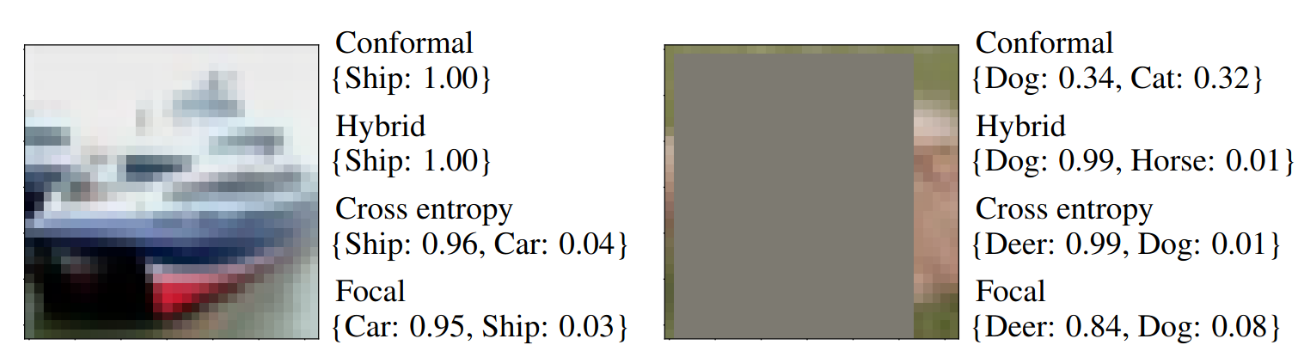 Conformal
{Ship: 1.00}
Hybrid
{Ship: 1.00}
Cross entropy
{Ship: 0.96, Car: 0.04}
Focal
{Car: 0.95, Ship: 0.03}
Conformal
{Dog: 0.34, Cat: 0.32}
Hybrid
{Dog: 0.99, Horse: 0.01}
Cross entropy
{Deer: 0.99, Dog: 0.01}
Focal
{Deer: 0.84, Dog: 0.08}